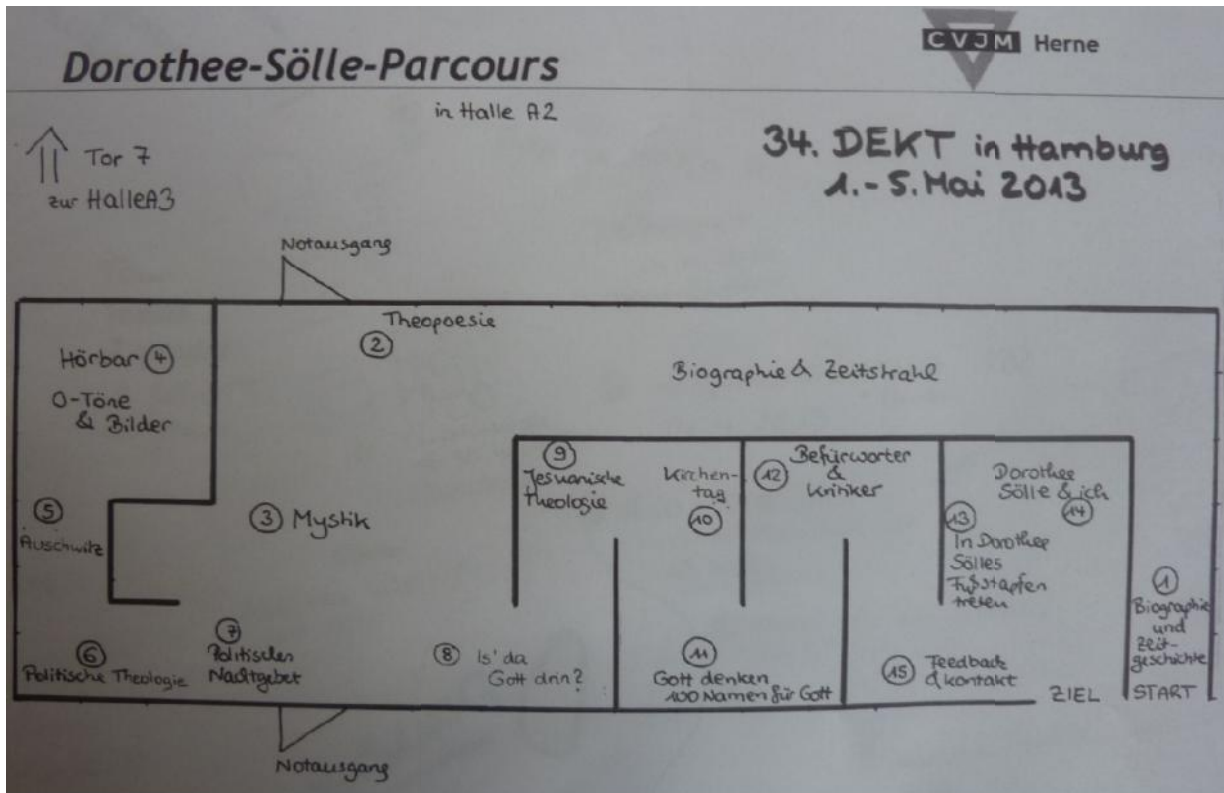 Dorothee-Sölle-Parcours
CVJM Herne
in Halle A2
34. DEKT in Hamburg
1.-5. Mai 2013
Tor 7
zur Halle A3
Notausgang
Theopoesie
2
Hörbar 4
O-Töne
& Bilder
Biographie & Zeitstrahl
5
Auschwitz
3 Mystik
9
Jesuanische
Theologie
Kirchen-
tag
10
12 Befürworter
&
Kritiker
Dorothee
Sölle & ich
14
13
In Dorothee
Sölles
Fußstapfen
treten
1
Biographie
und
Zeit-
geschichte
START
6
Politische Theologie
7
Politisches
Nachtgebet
8 Is' da
Gott drin?
11
Gott denken
100 Namen für Gott
15 Feedback
& Kontakt
ZIEL
Notausgang